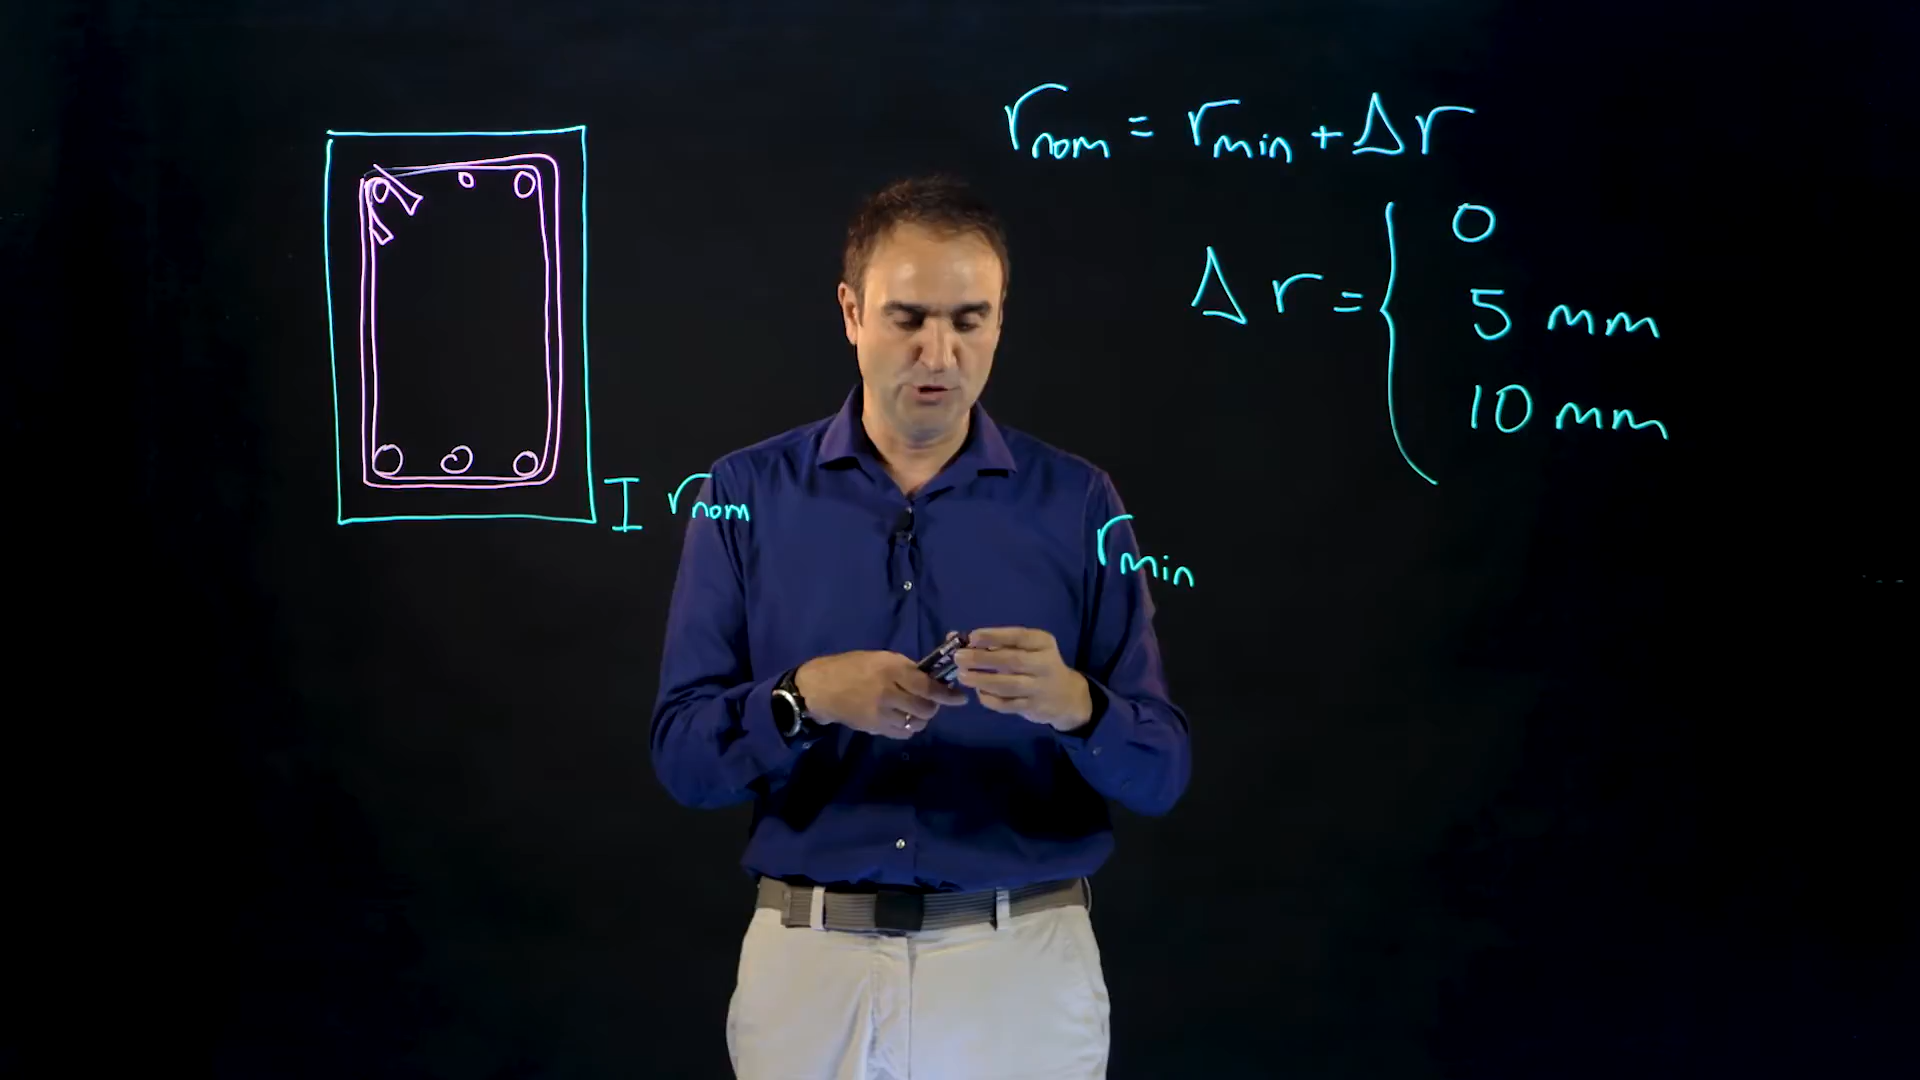 r_nom = r_min + Δr
Δr = { 0
5 mm
10 mm
r_nom
r_min